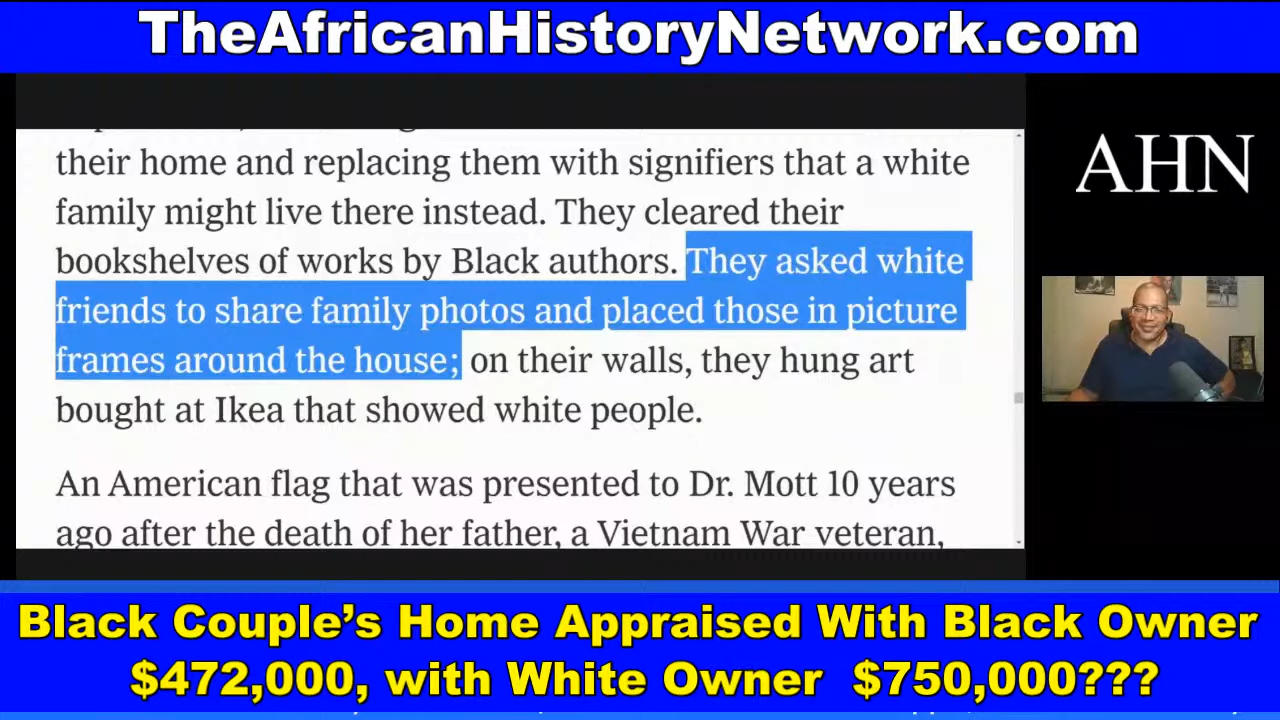 TheAfricanHistoryNetwork.com
their home and replacing them with signifiers that a white
family might live there instead. They cleared their
bookshelves of works by Black authors. They asked white
friends to share family photos and placed those in picture
frames around the house; on their walls, they hung art
bought at Ikea that showed white people.
An American flag that was presented to Dr. Mott 10 years
ago after the death of her father, a Vietnam War veteran,
AHN
Black Couple’s Home Appraised With Black Owner
$472,000, with White Owner $750,000???